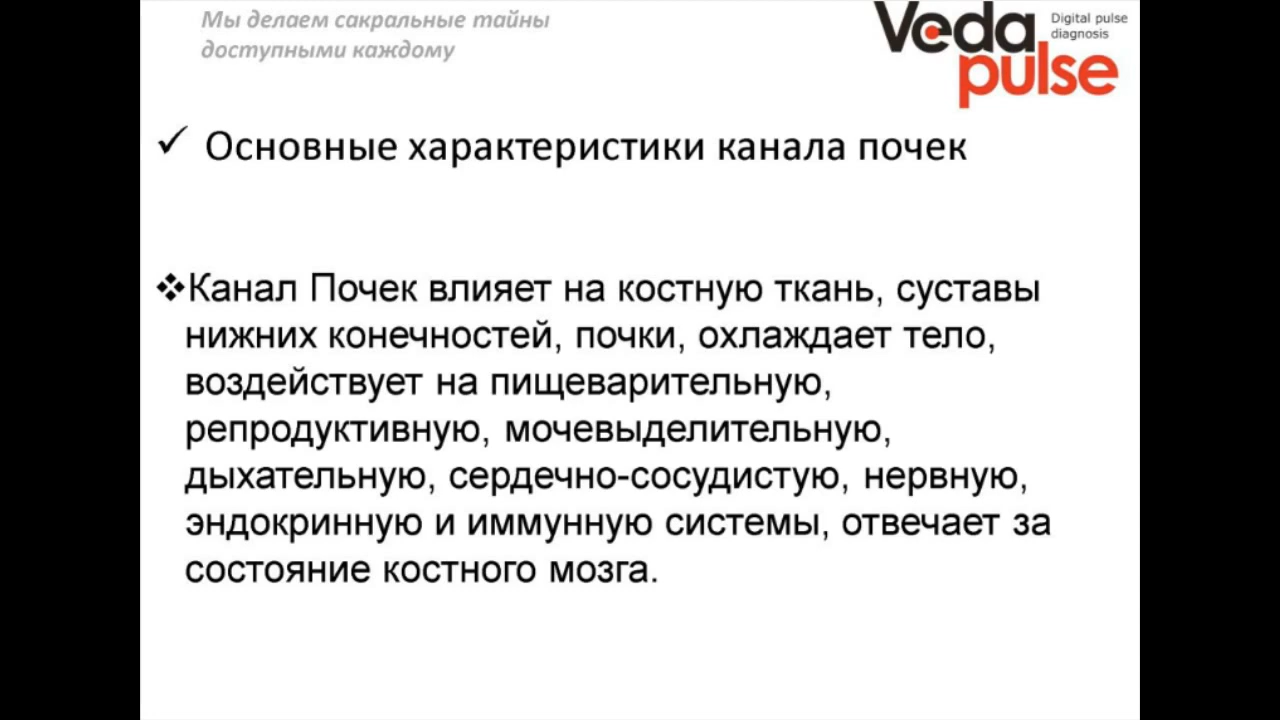 Мы делаем сакральные тайны
доступными каждому
Veda
pulse
Digital pulse
diagnosis
✓ Основные характеристики канала почек
❖Канал Почек влияет на костную ткань, суставы
нижних конечностей, почки, охлаждает тело,
воздействует на пищеварительную,
репродуктивную, мочевыделительную,
дыхательную, сердечно-сосудистую, нервную,
эндокринную и иммунную системы, отвечает за
состояние костного мозга.